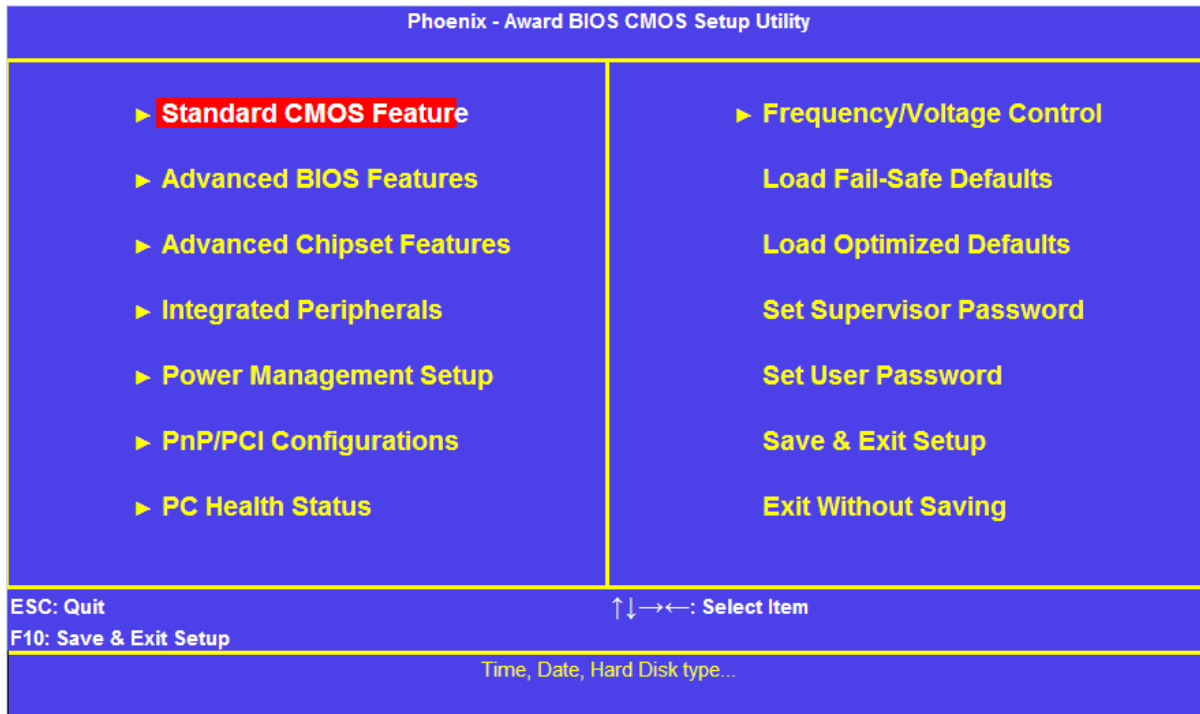 Phoenix - Award BIOS CMOS Setup Utility
► Standard CMOS Feature
► Advanced BIOS Features
► Advanced Chipset Features
► Integrated Peripherals
► Power Management Setup
► PnP/PCI Configurations
► PC Health Status
► Frequency/Voltage Control
Load Fail-Safe Defaults
Load Optimized Defaults
Set Supervisor Password
Set User Password
Save & Exit Setup
Exit Without Saving
ESC: Quit
↑↓→←: Select Item
F10: Save & Exit Setup
Time, Date, Hard Disk type...